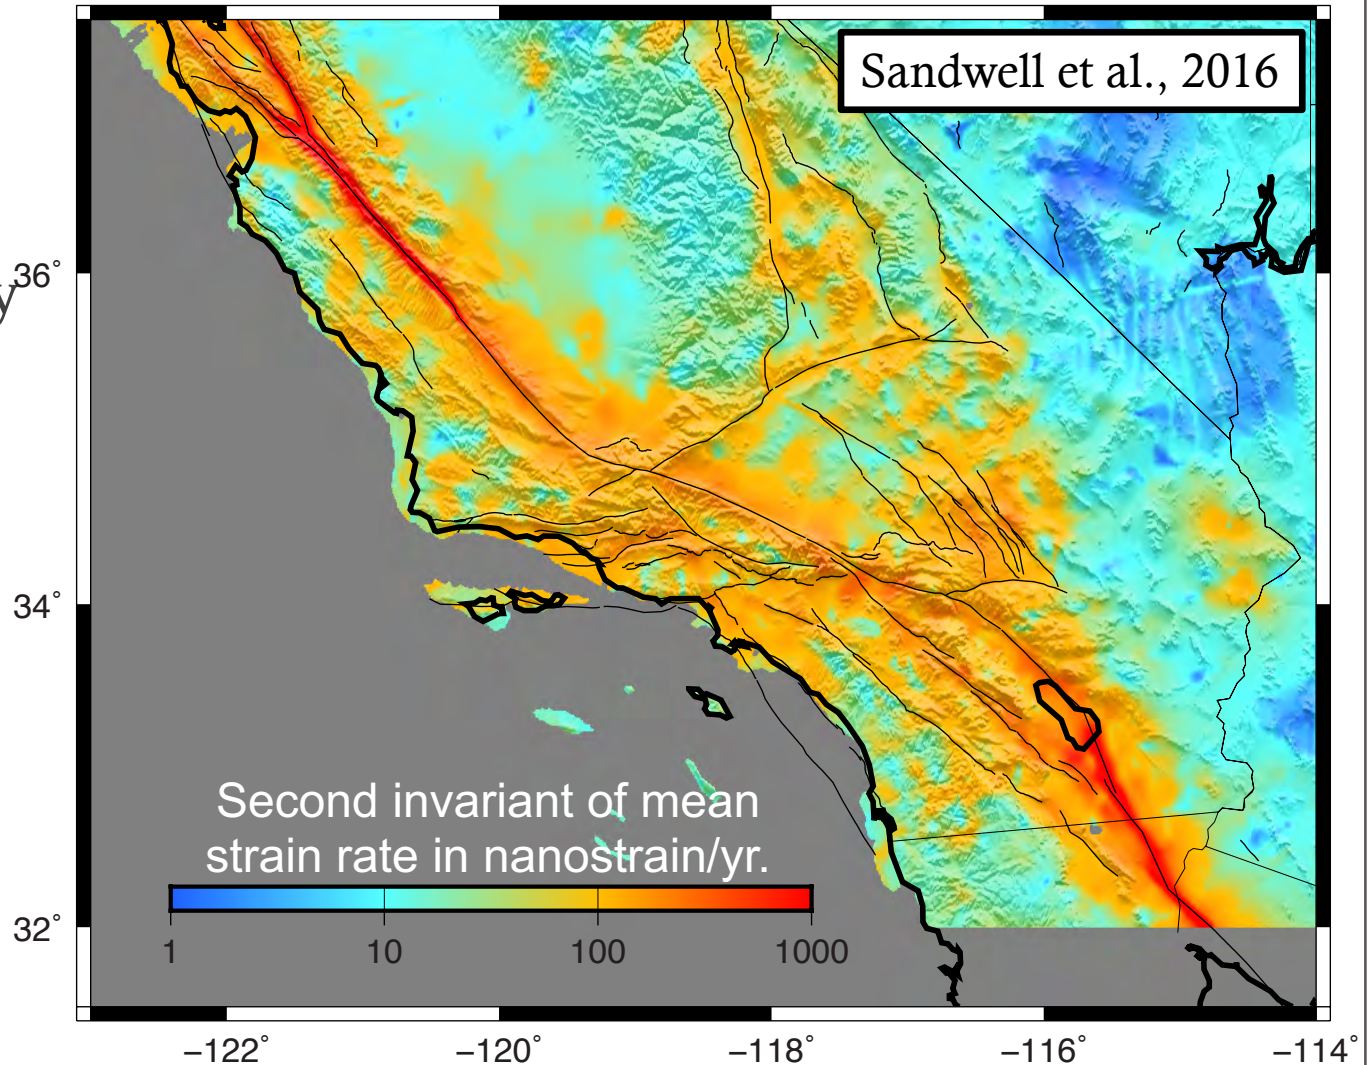 Sandwell et al., 2016
36°
y
34°
Second invariant of mean
strain rate in nanostrain/yr.
1 10 100 1000
32°
−122° −120° −118° −116° −114°